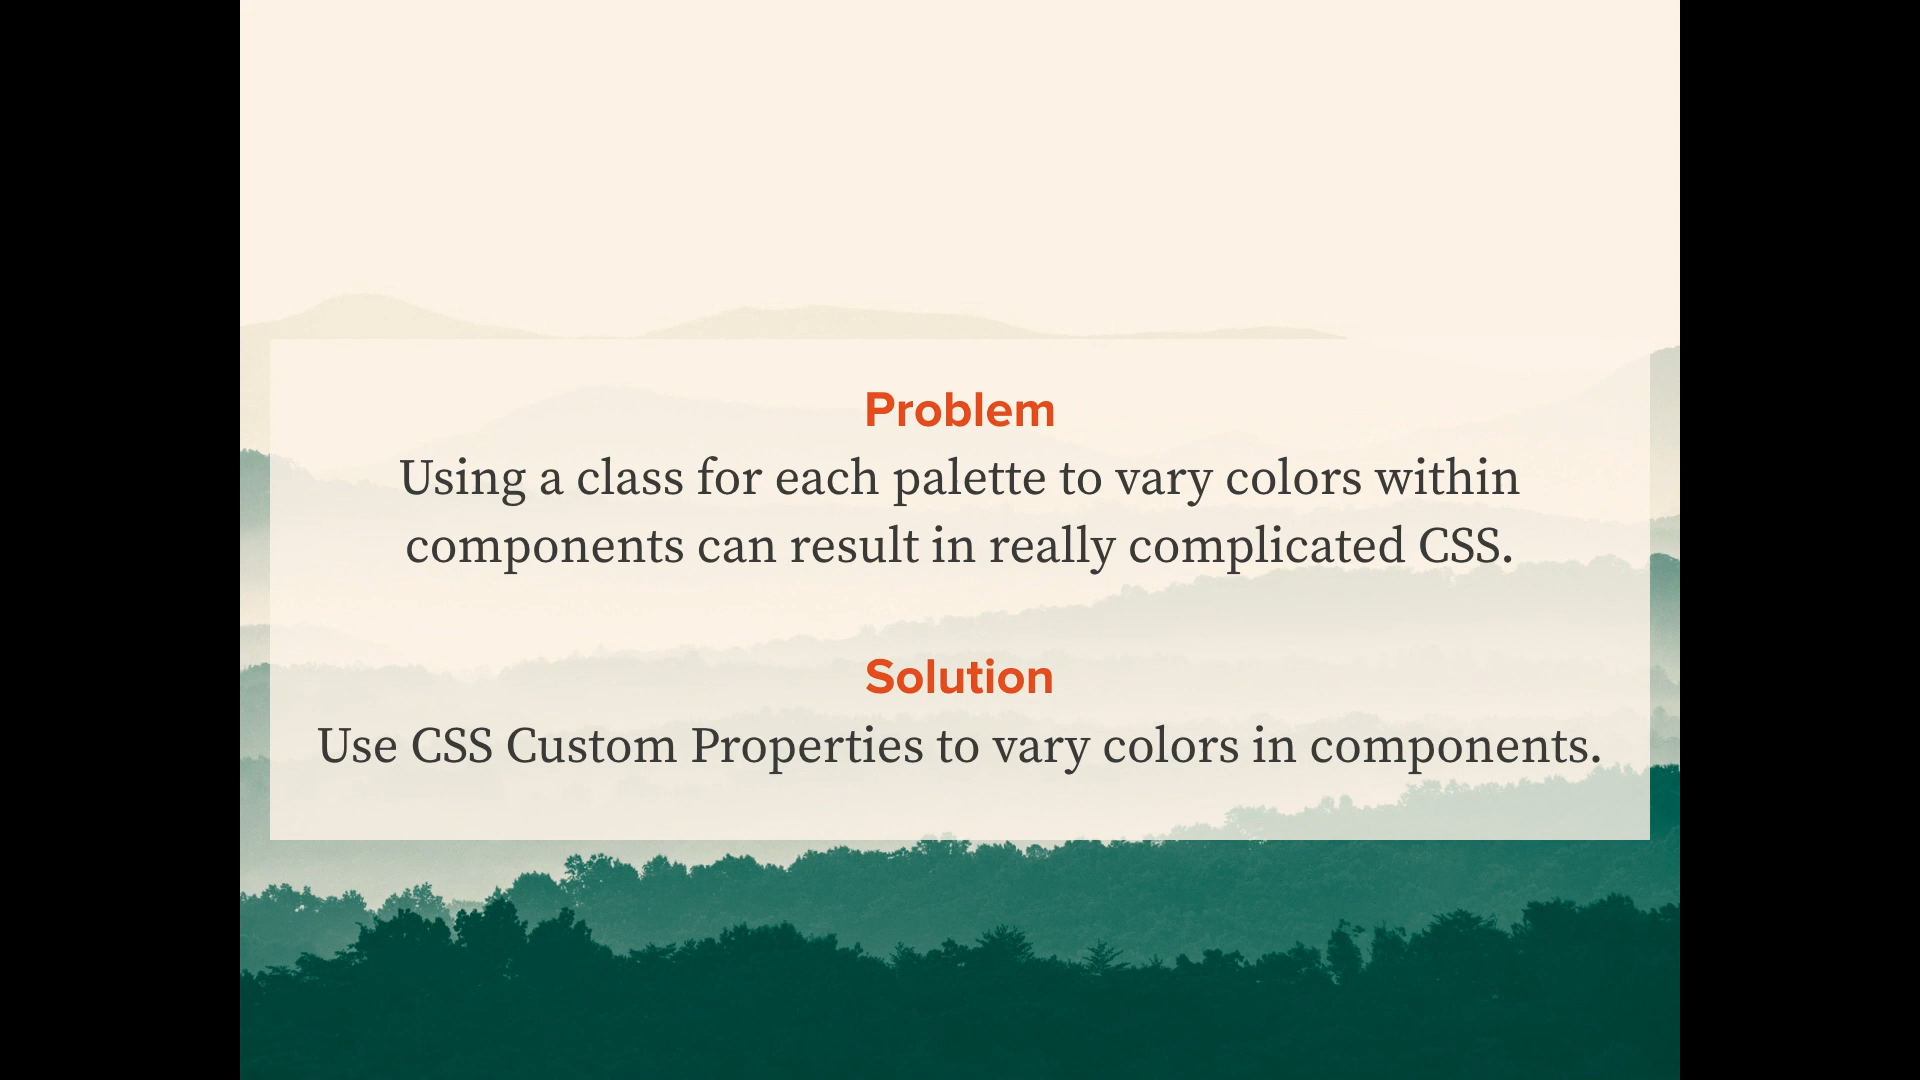 Problem
Using a class for each palette to vary colors within
components can result in really complicated CSS.
Solution
Use CSS Custom Properties to vary colors in components.